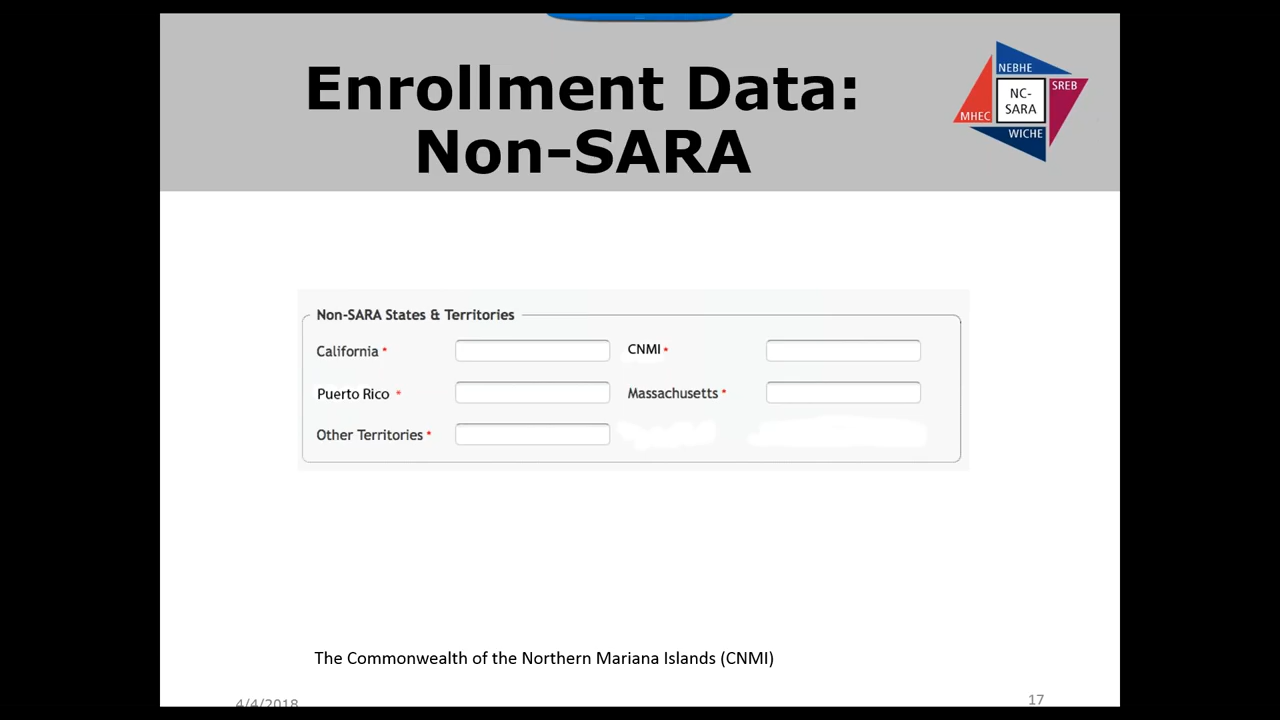 Enrollment Data:
Non-SARA
NEBHE
SREB
NC-
SARA
MHEC
WICHE
Non-SARA States & Territories
California * CNMI *
Puerto Rico * Massachusetts *
Other Territories *
The Commonwealth of the Northern Mariana Islands (CNMI)
4/4/2018
17